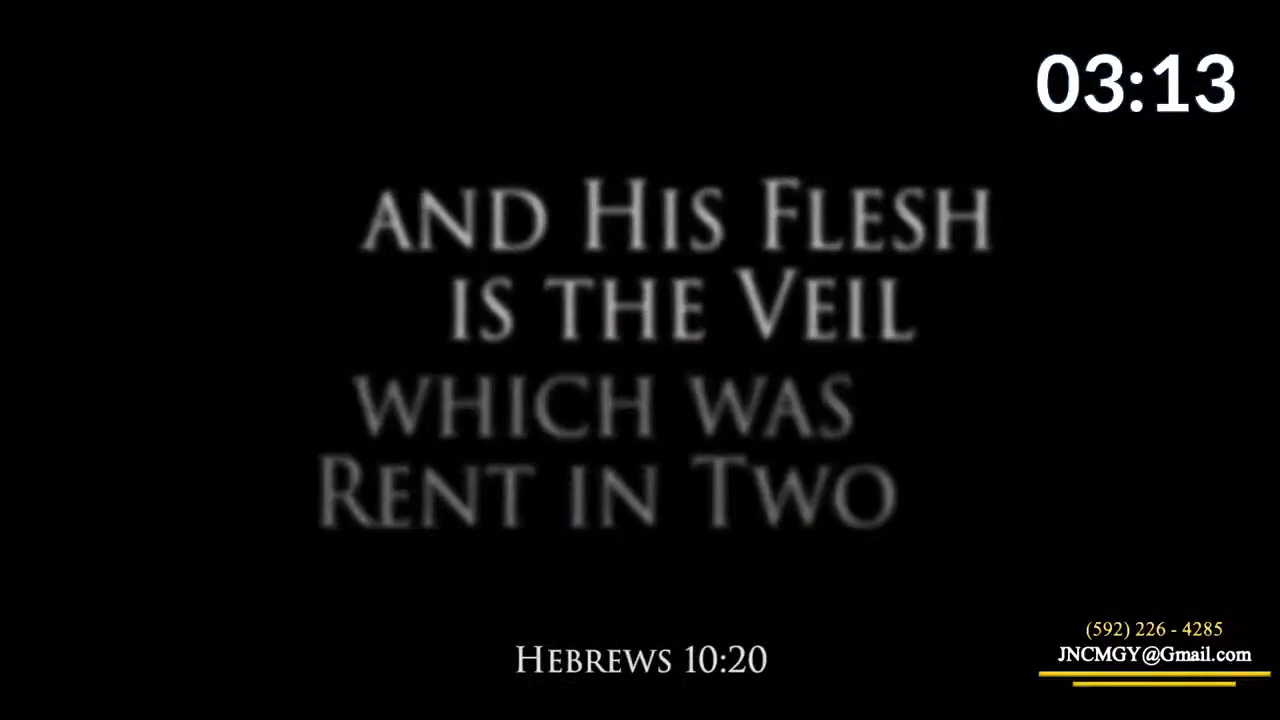 03:13
AND HIS FLESH
IS THE VEIL
WHICH WAS
RENT IN TWO
HEBREWS 10:20
(592) 226 - 4285
JNCMGY@Gmail.com